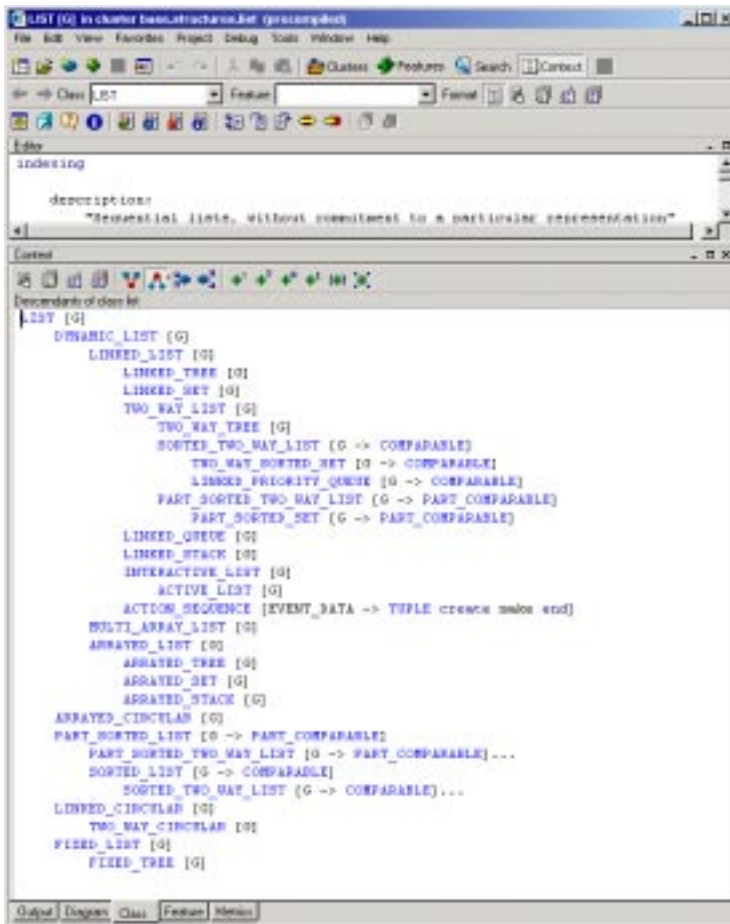 LIST [G] in cluster base.structures.list (precompiled)
File Edit View Favorites Project Debug Tools Window Help
Clusters Features Search Context
Class LIST Feature Format
Editor
indexing
description:
"Sequential lists, without commitment to a particular representation"
Context
Descendants of class list
LIST [G]
DYNAMIC_LIST [G]
LINKED_LIST [G]
LINKED_TREE [G]
LINKED_SET [G]
TWO_WAY_LIST [G]
TWO_WAY_TREE [G]
SORTED_TWO_WAY_LIST [G -> COMPARABLE]
TWO_WAY_SORTED_SET [G -> COMPARABLE]
LINKED_PRIORITY_QUEUE [G -> COMPARABLE]
PART_SORTED_TWO_WAY_LIST [G -> PART_COMPARABLE]
PART_SORTED_SET [G -> PART_COMPARABLE]
LINKED_QUEUE [G]
LINKED_STACK [G]
INTERACTIVE_LIST [G]
ACTIVE_LIST [G]
ACTION_SEQUENCE [EVENT_DATA -> TUPLE create make end]
MULTI_ARRAY_LIST [G]
ARRAYED_LIST [G]
ARRAYED_TREE [G]
ARRAYED_SET [G]
ARRAYED_STACK [G]
ARRAYED_CIRCULAR [G]
PART_SORTED_LIST [G -> PART_COMPARABLE]
PART_SORTED_TWO_WAY_LIST [G -> PART_COMPARABLE]...
SORTED_LIST [G -> COMPARABLE]
SORTED_TWO_WAY_LIST [G -> COMPARABLE]...
LINKED_CIRCULAR [G]
TWO_WAY_CIRCULAR [G]
FIXED_LIST [G]
FIXED_TREE [G]
Output Diagram Class Feature Metrics